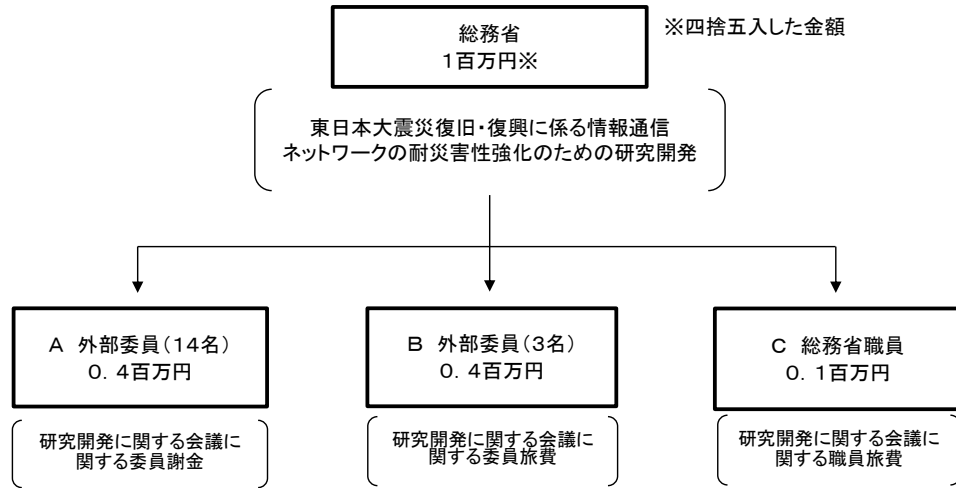 総務省
1百万円※
※四捨五入した金額
東日本大震災復旧・復興に係る情報通信
ネットワークの耐災害性強化のための研究開発
A 外部委員(14名)
0.4百万円
研究開発に関する会議に
関する委員謝金
B 外部委員(3名)
0.4百万円
研究開発に関する会議に
関する委員旅費
C 総務省職員
0.1百万円
研究開発に関する会議に
関する職員旅費